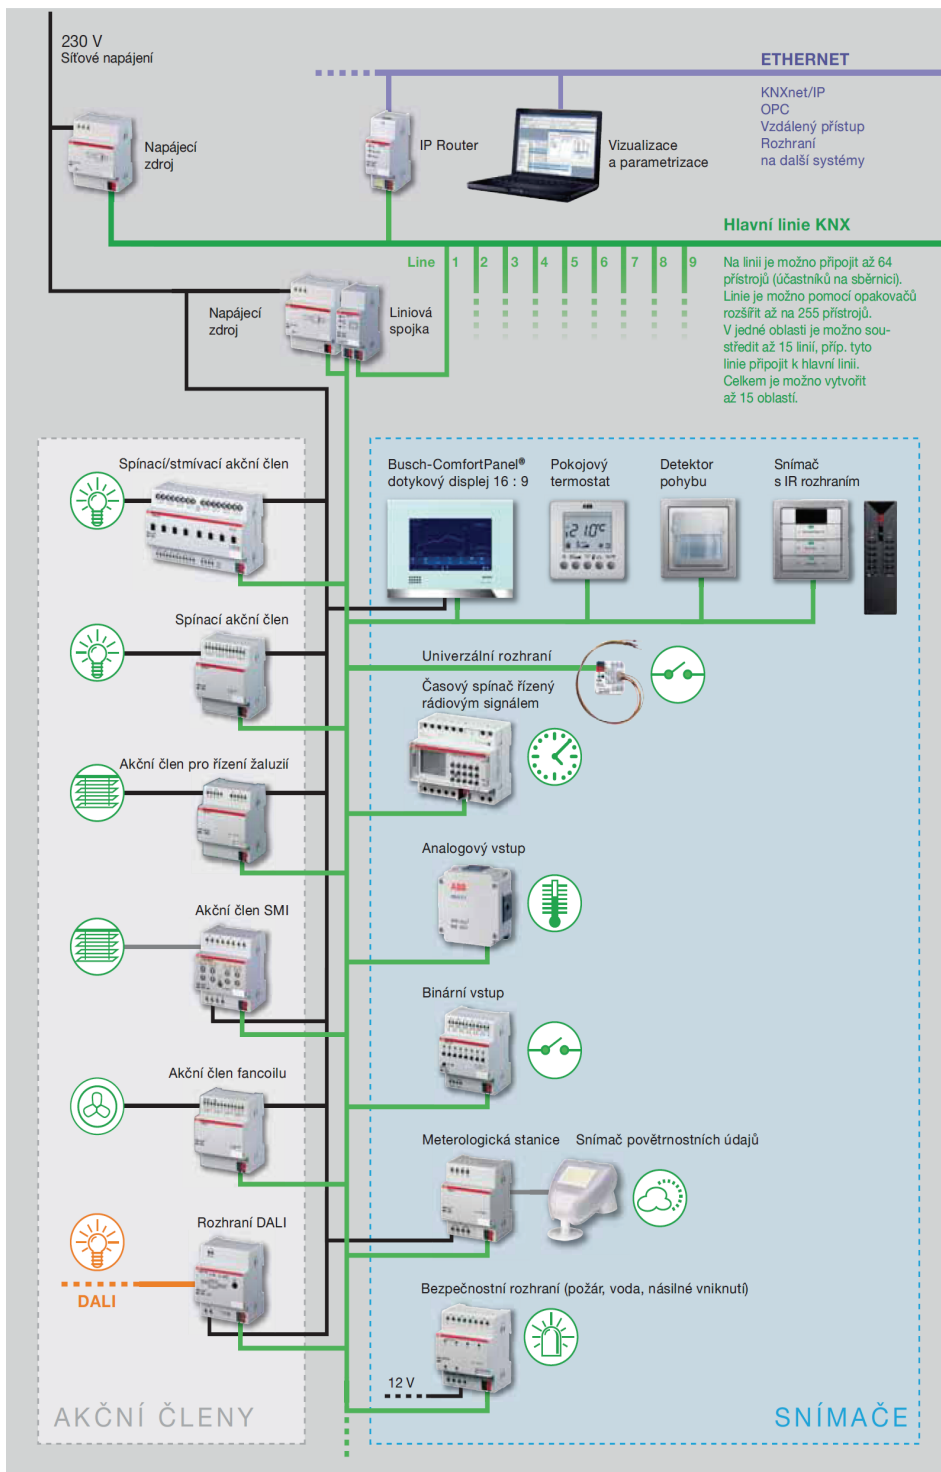 230 V
Síťové napájení
ETHERNET
KNXnet/IP
OPC
Vzdálený přístup
Rozhraní
na další systémy
Napájecí
zdroj
IP Router
Vizualizace
a parametrizace
Hlavní linie KNX
Line 1 2 3 4 5 6 7 8 9
Na linii je možno připojit až 64
přístrojů (účastníků na sběrnici).
Linie je možno pomocí opakovačů
rozšířit až na 255 přístrojů.
V jedné oblasti je možno sou-
středit až 15 linií, příp. tyto
linie připojit k hlavní linii.
Celkem je možno vytvořit
až 15 oblastí.
Napájecí
zdroj
Liniová
spojka
Spínací/stmívací akční člen
Busch-ComfortPanel®
dotykový displej 16 : 9
Pokojový
termostat
Detektor
pohybu
Snímač
s IR rozhraním
ABB
21.0°C
Spínací akční člen
Univerzální rozhraní
Časový spínač řízený
rádiovým signálem
Akční člen pro řízení žaluzií
Analogový vstup
ABB
Akční člen SMI
Binární vstup
Akční člen fancoilu
Meterologická stanice
Snímač povětrnostních údajů
Rozhraní DALI
DALI
Bezpečnostní rozhraní (požár, voda, násilné vniknutí)
12 V
AKČNÍ ČLENY
SNÍMAČE